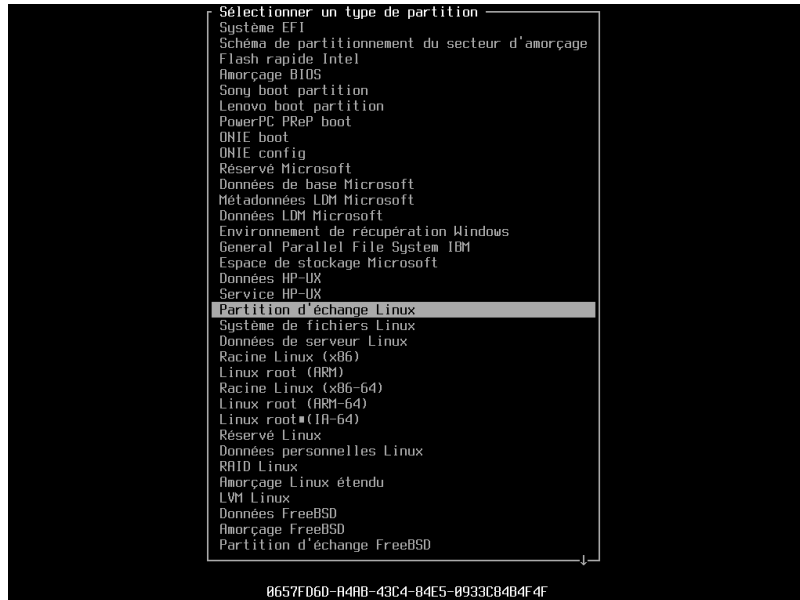 Sélectionner un type de partition
Système EFI
Schéma de partitionnement du secteur d'amorçage
Flash rapide Intel
Amorçage BIOS
Sony boot partition
Lenovo boot partition
PowerPC PReP boot
ONIE boot
ONIE config
Réservé Microsoft
Données de base Microsoft
Métadonnées LDM Microsoft
Données LDM Microsoft
Environnement de récupération Windows
General Parallel File System IBM
Espace de stockage Microsoft
Données HP-UX
Service HP-UX
Partition d'échange Linux
Système de fichiers Linux
Données de serveur Linux
Racine Linux (x86)
Linux root (ARM)
Racine Linux (x86-64)
Linux root (ARM-64)
Linux root▪(IA-64)
Réservé Linux
Données personnelles Linux
RAID Linux
Amorçage Linux étendu
LVM Linux
Données FreeBSD
Amorçage FreeBSD
Partition d'échange FreeBSD
↓
0657FD6D-A4AB-43C4-84E5-0933C84B4F4F